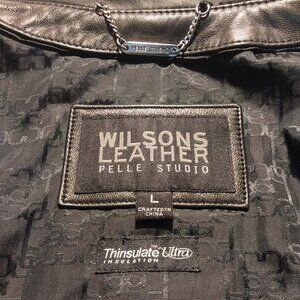 WILSONS
LEATHER
PELLE STUDIO
L
CRAFTED IN
CHINA
Thinsulate Ultra
INSULATION